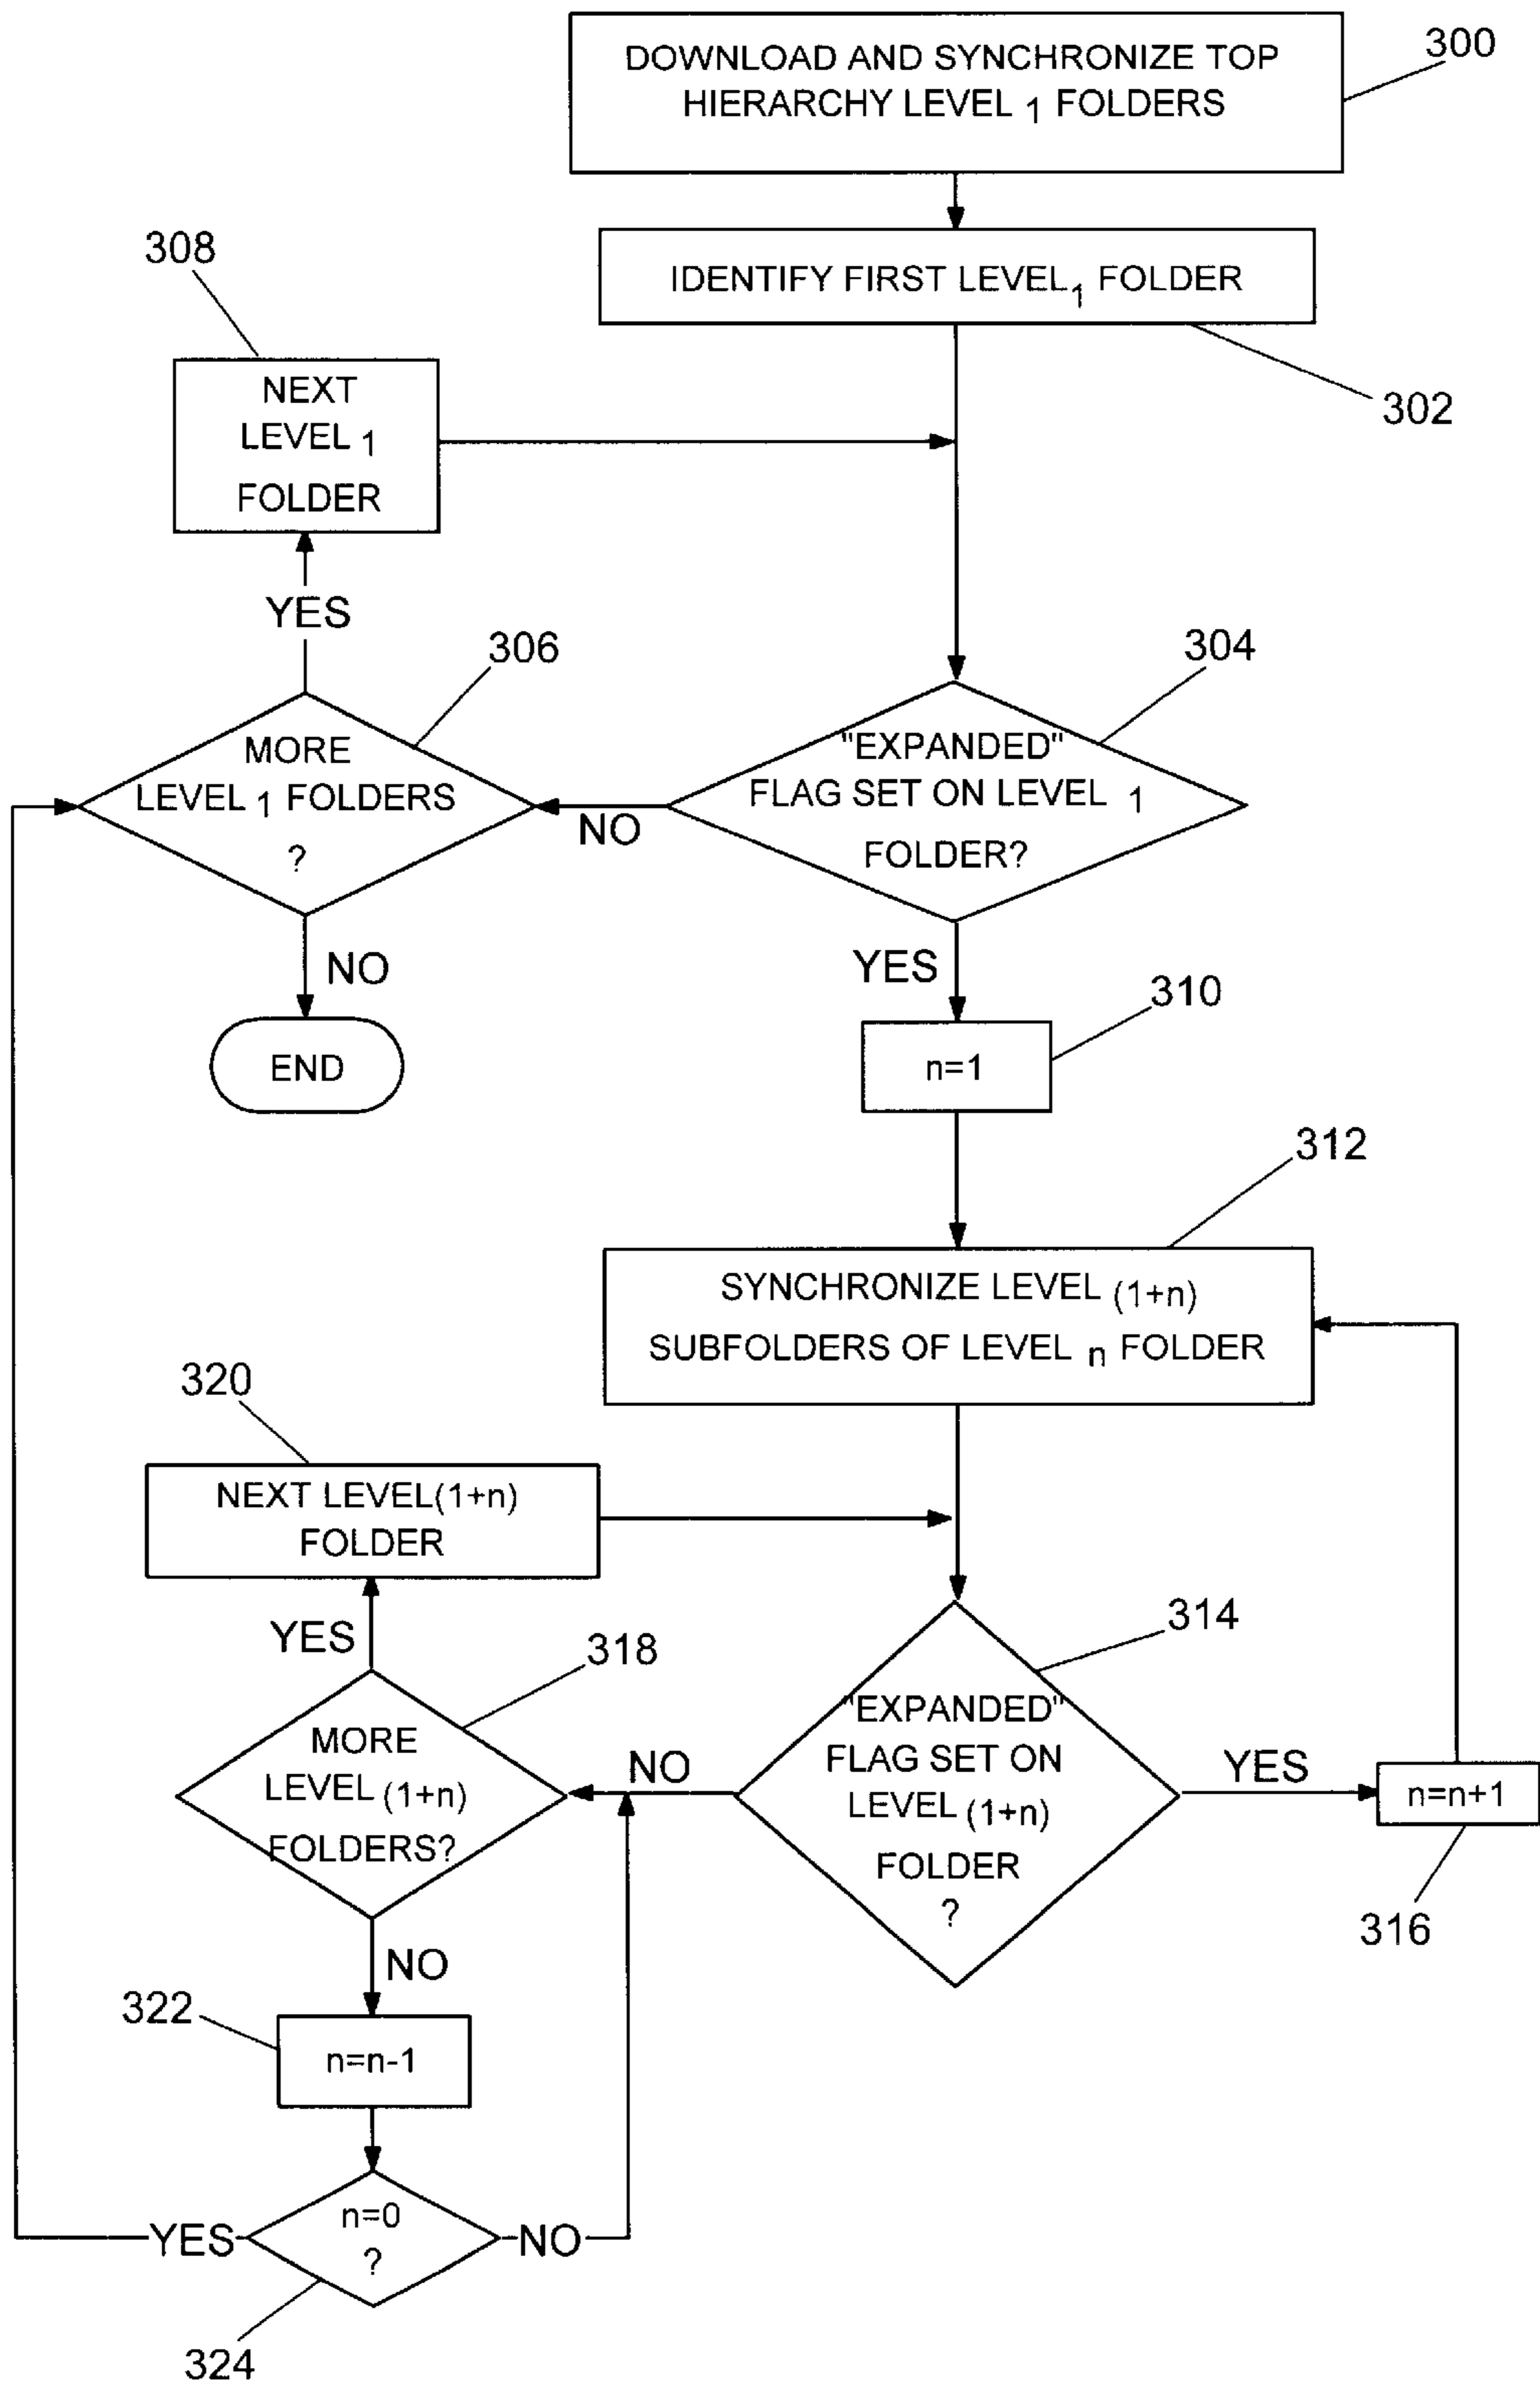 DOWNLOAD AND SYNCHRONIZE TOP
HIERARCHY LEVEL 1 FOLDERS
300
IDENTIFY FIRST LEVEL1 FOLDER
302
308
NEXT
LEVEL 1
FOLDER
YES
306
MORE
LEVEL 1 FOLDERS
?
NO
304
"EXPANDED"
FLAG SET ON LEVEL 1
FOLDER?
NO
END
YES
310
n=1
312
SYNCHRONIZE LEVEL (1+n)
SUBFOLDERS OF LEVEL n FOLDER
320
NEXT LEVEL(1+n)
FOLDER
YES
318
MORE
LEVEL (1+n)
FOLDERS?
NO
314
"EXPANDED"
FLAG SET ON
LEVEL (1+n)
FOLDER
?
YES
n=n+1
316
NO
322
n=n-1
n=0
?
YES
NO
324